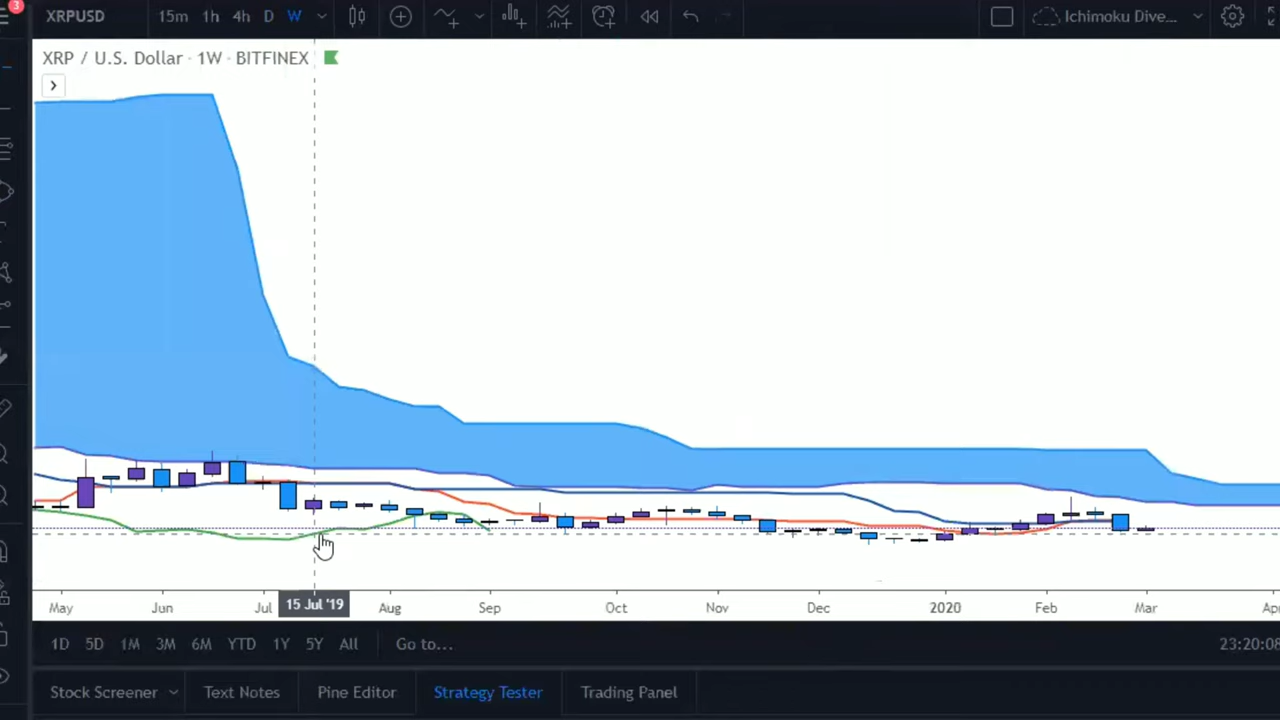 3
XRPUSD 15m 1h 4h D W Ichimoku Dive...
XRP / U.S. Dollar · 1W · BITFINEX
May Jun Jul 15 Jul '19 Aug Sep Oct Nov Dec 2020 Feb Mar
1D 5D 1M 3M 6M YTD 1Y 5Y All Go to... 23:20:08
Stock Screener Text Notes Pine Editor Strategy Tester Trading Panel